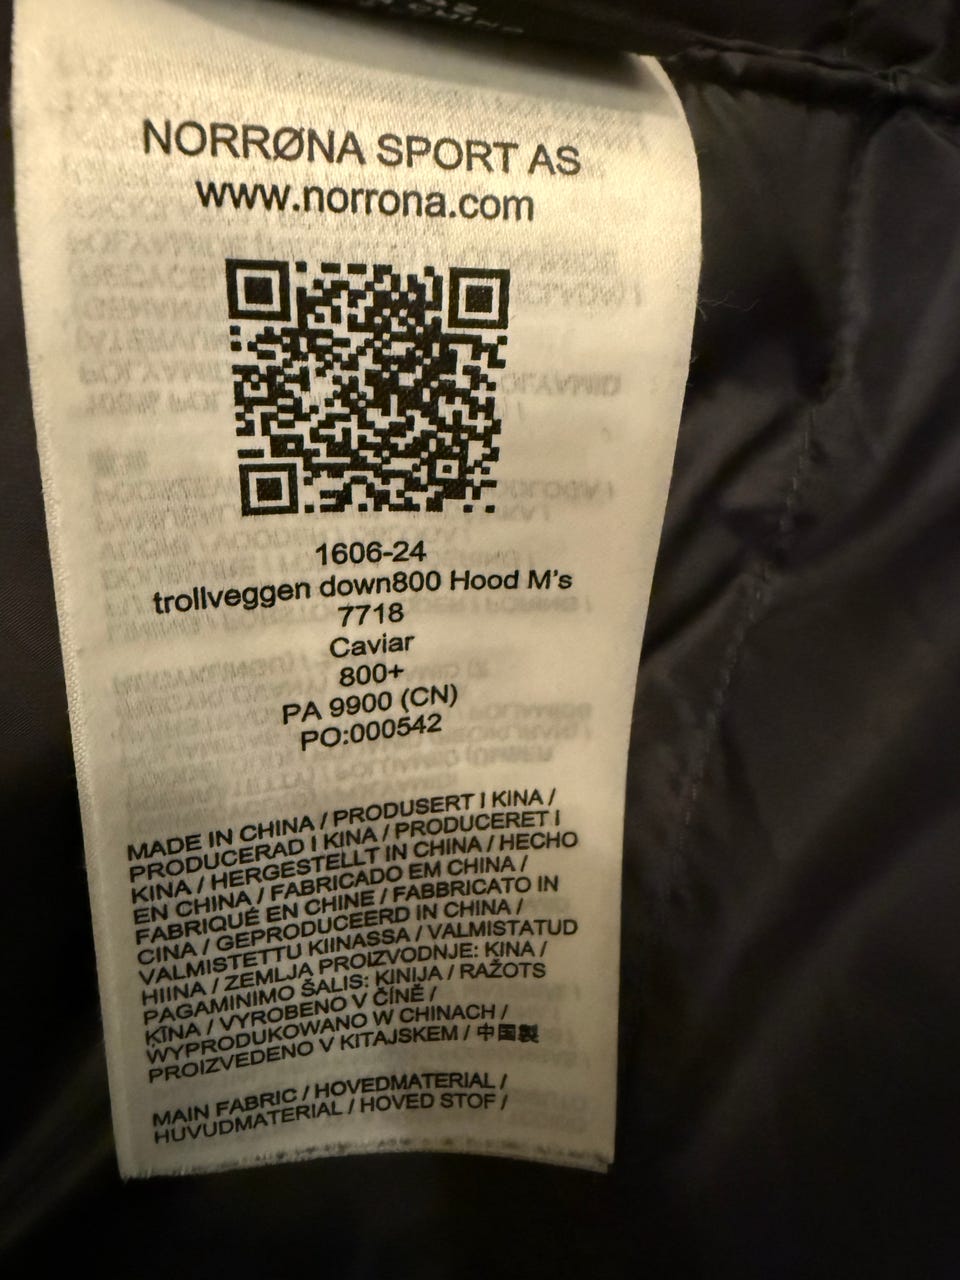 NORRØNA SPORT AS
www.norrona.com
1606-24
trollveggen down800 Hood M's
7718
Caviar
800+
PA 9900 (CN)
PO:000542
MADE IN CHINA / PRODUSERT I KINA /
PRODUCERAD I KINA / PRODUCERET I
KINA / HERGESTELLT IN CHINA / HECHO
EN CHINA / FABRICADO EM CHINA /
FABRIQUÉ EN CHINE / FABBRICATO IN
CINA / GEPRODUCEERD IN CHINA /
VALMISTETTU KIINASSA / VALMISTATUD
HIINA / ZEMLJA PROIZVODNJE: KINA /
PAGAMINIMO ŠALIS: KINIJA / RAŽOTS
ĶĪNA / VYROBENO V ČÍNĚ /
WYPRODUKOWANO W CHINACH /
PROIZVEDENO V KITAJSKEM / 中国製
MAIN FABRIC / HOVEDMATERIAL /
HUVUDMATERIAL / HOVED STOF /